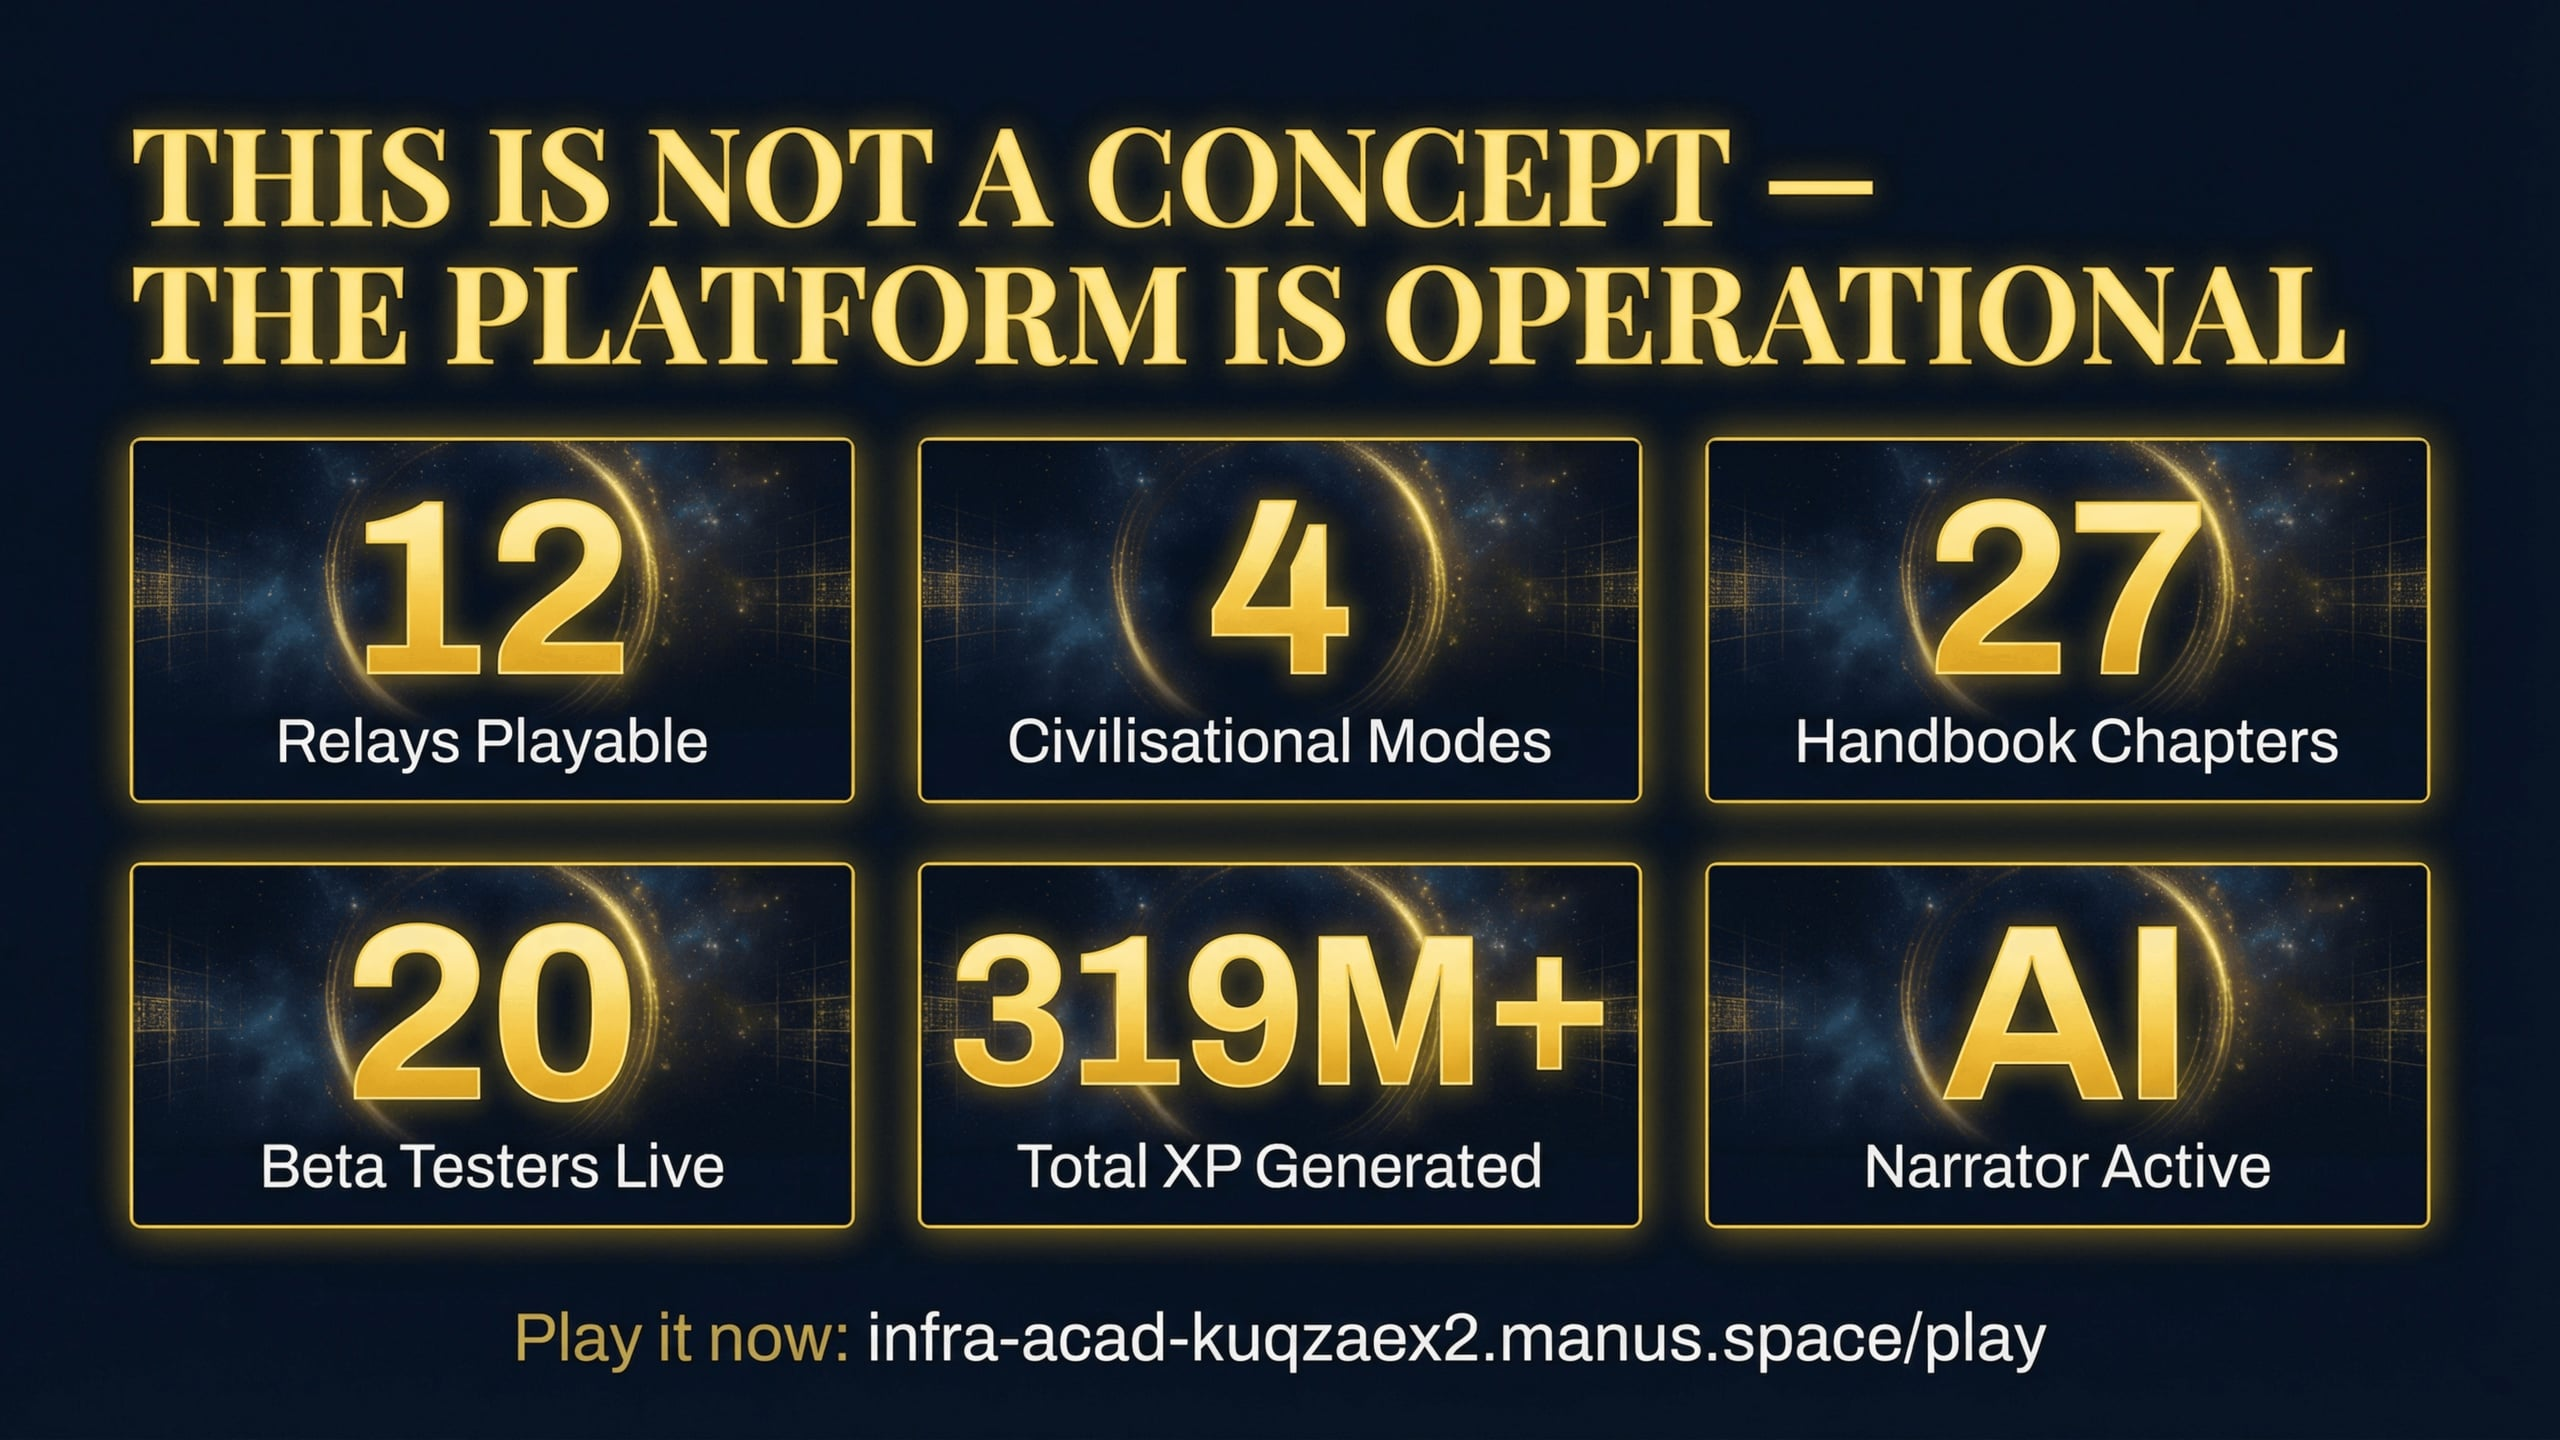 THIS IS NOT A CONCEPT —
THE PLATFORM IS OPERATIONAL
12
Relays Playable
4
Civilisational Modes
27
Handbook Chapters
20
Beta Testers Live
319M+
Total XP Generated
AI
Narrator Active
Play it now: infra-acad-kuqzaex2.manus.space/play